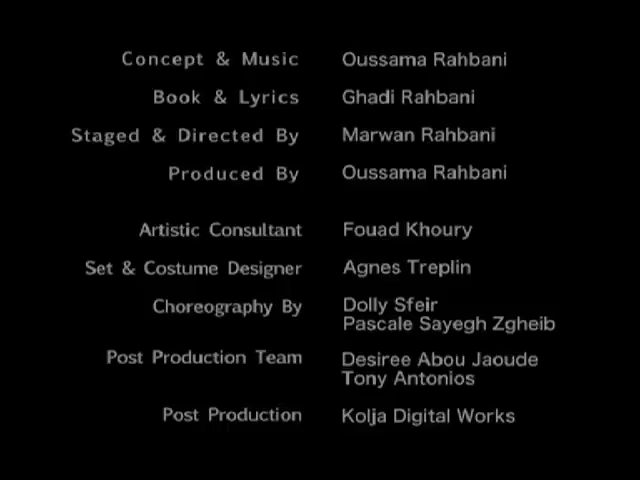 Concept & Music Oussama Rahbani
Book & Lyrics Ghadi Rahbani
Staged & Directed By Marwan Rahbani
Produced By Oussama Rahbani
Artistic Consultant Fouad Khoury
Set & Costume Designer Agnes Treplin
Choreography By Dolly Sfeir
Pascale Sayegh Zgheib
Post Production Team Desiree Abou Jaoude
Tony Antonios
Post Production Kolja Digital Works